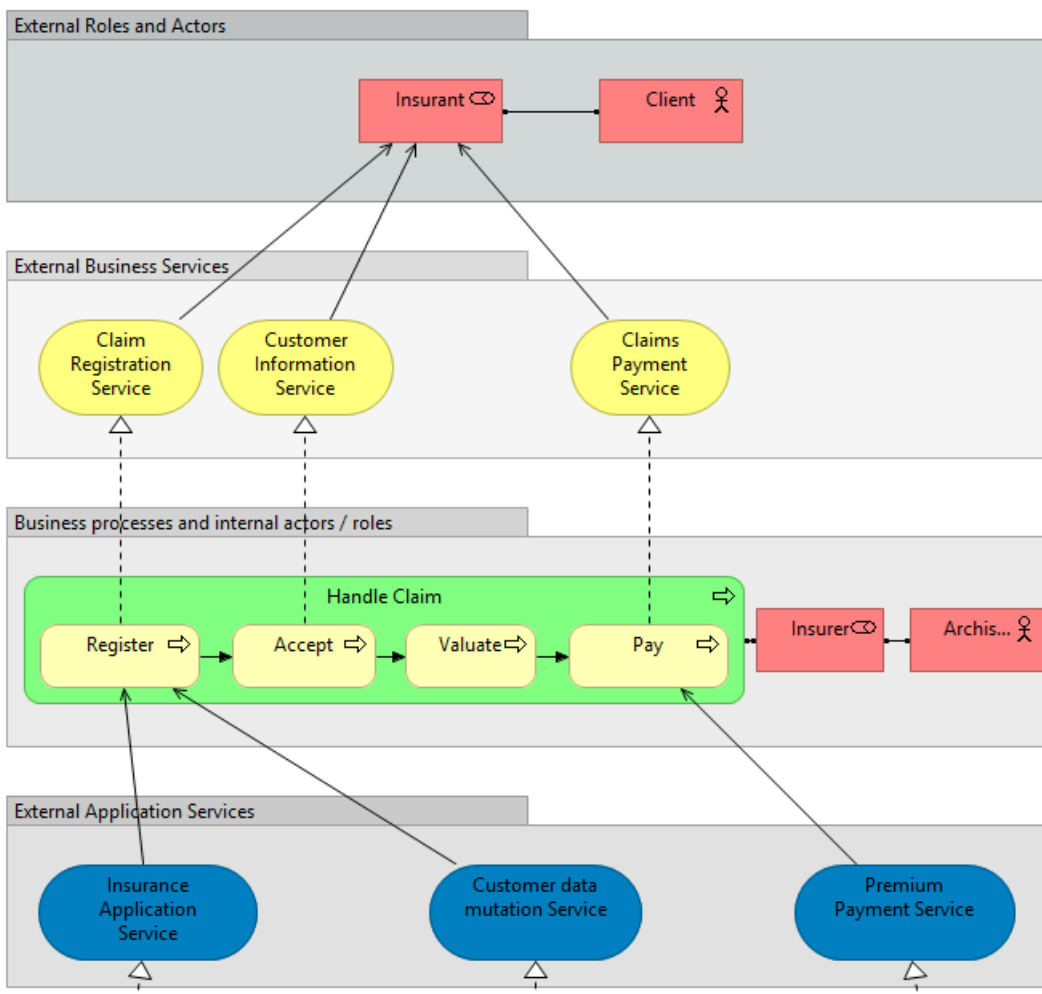 External Roles and Actors
Insurant
Client
External Business Services
Claim
Registration
Service
Customer
Information
Service
Claims
Payment
Service
Business processes and internal actors / roles
Handle Claim
Register
Accept
Valuate
Pay
Insurer
Archis...
External Application Services
Insurance
Application
Service
Customer data
mutation Service
Premium
Payment Service